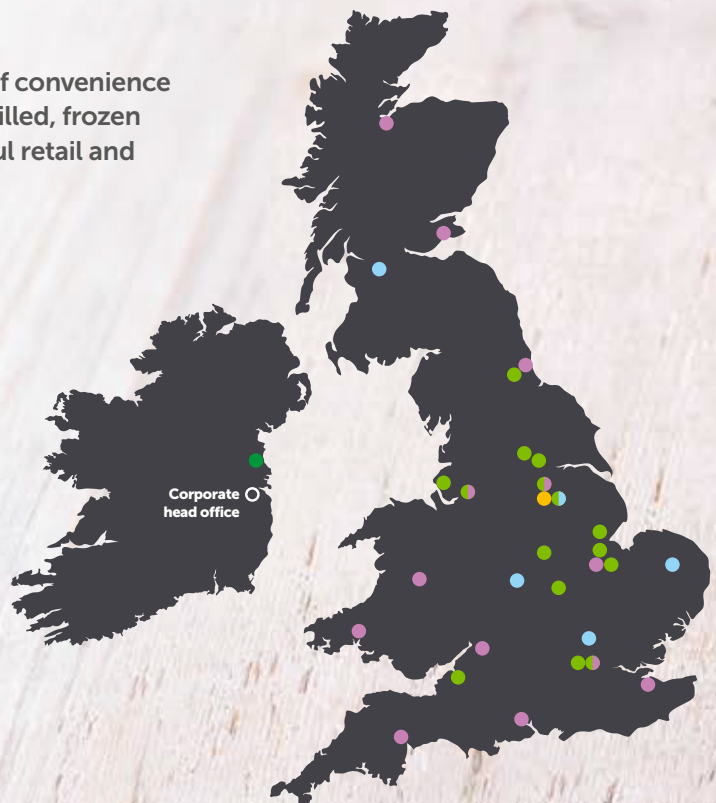 f convenience
illed, frozen
ul retail and
Corporate
head office